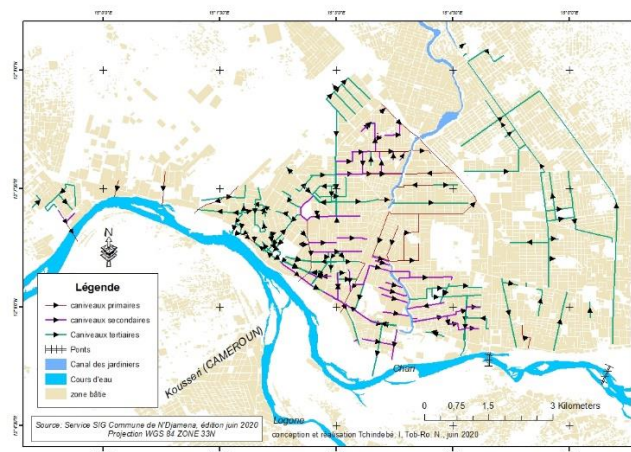 N
Légende
caniveaux primaires
caniveaux secondaires
Caniveaux tertiaires
Ponts
Canal des jardiniers
Cours d'eau
zone bâtie
Kousseri (CAMEROUN)
Chari
Logone
0 0,75 1,5 3 Kilometers
Source: Service SIG Commune de N'Djamena, édition juin 2020
Projection WGS 84 ZONE 33N
conception et réalisation Tchindebé, I, Tob-Ro. N., juin 2020